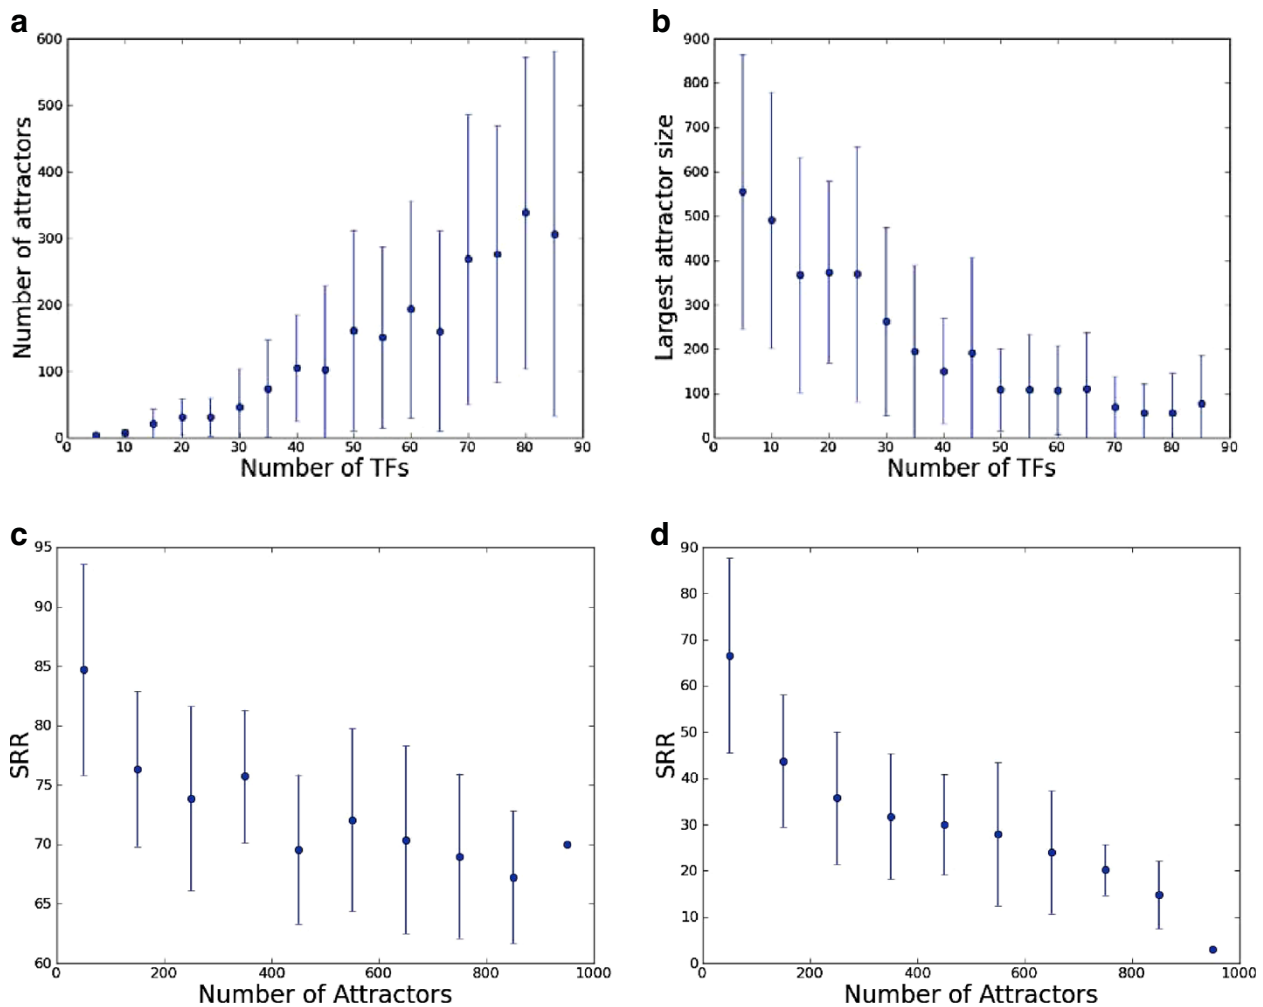 a
600
500
400
300
200
100
0
Number of attractors
0 10 20 30 40 50 60 70 80 90
Number of TFs
b
900
800
700
600
500
400
300
200
100
0
Largest attractor size
0 10 20 30 40 50 60 70 80 90
Number of TFs
c
95
90
85
80
75
70
65
60
SRR
0 200 400 600 800 1000
Number of Attractors
d
90
80
70
60
50
40
30
20
10
0
SRR
0 200 400 600 800 1000
Number of Attractors